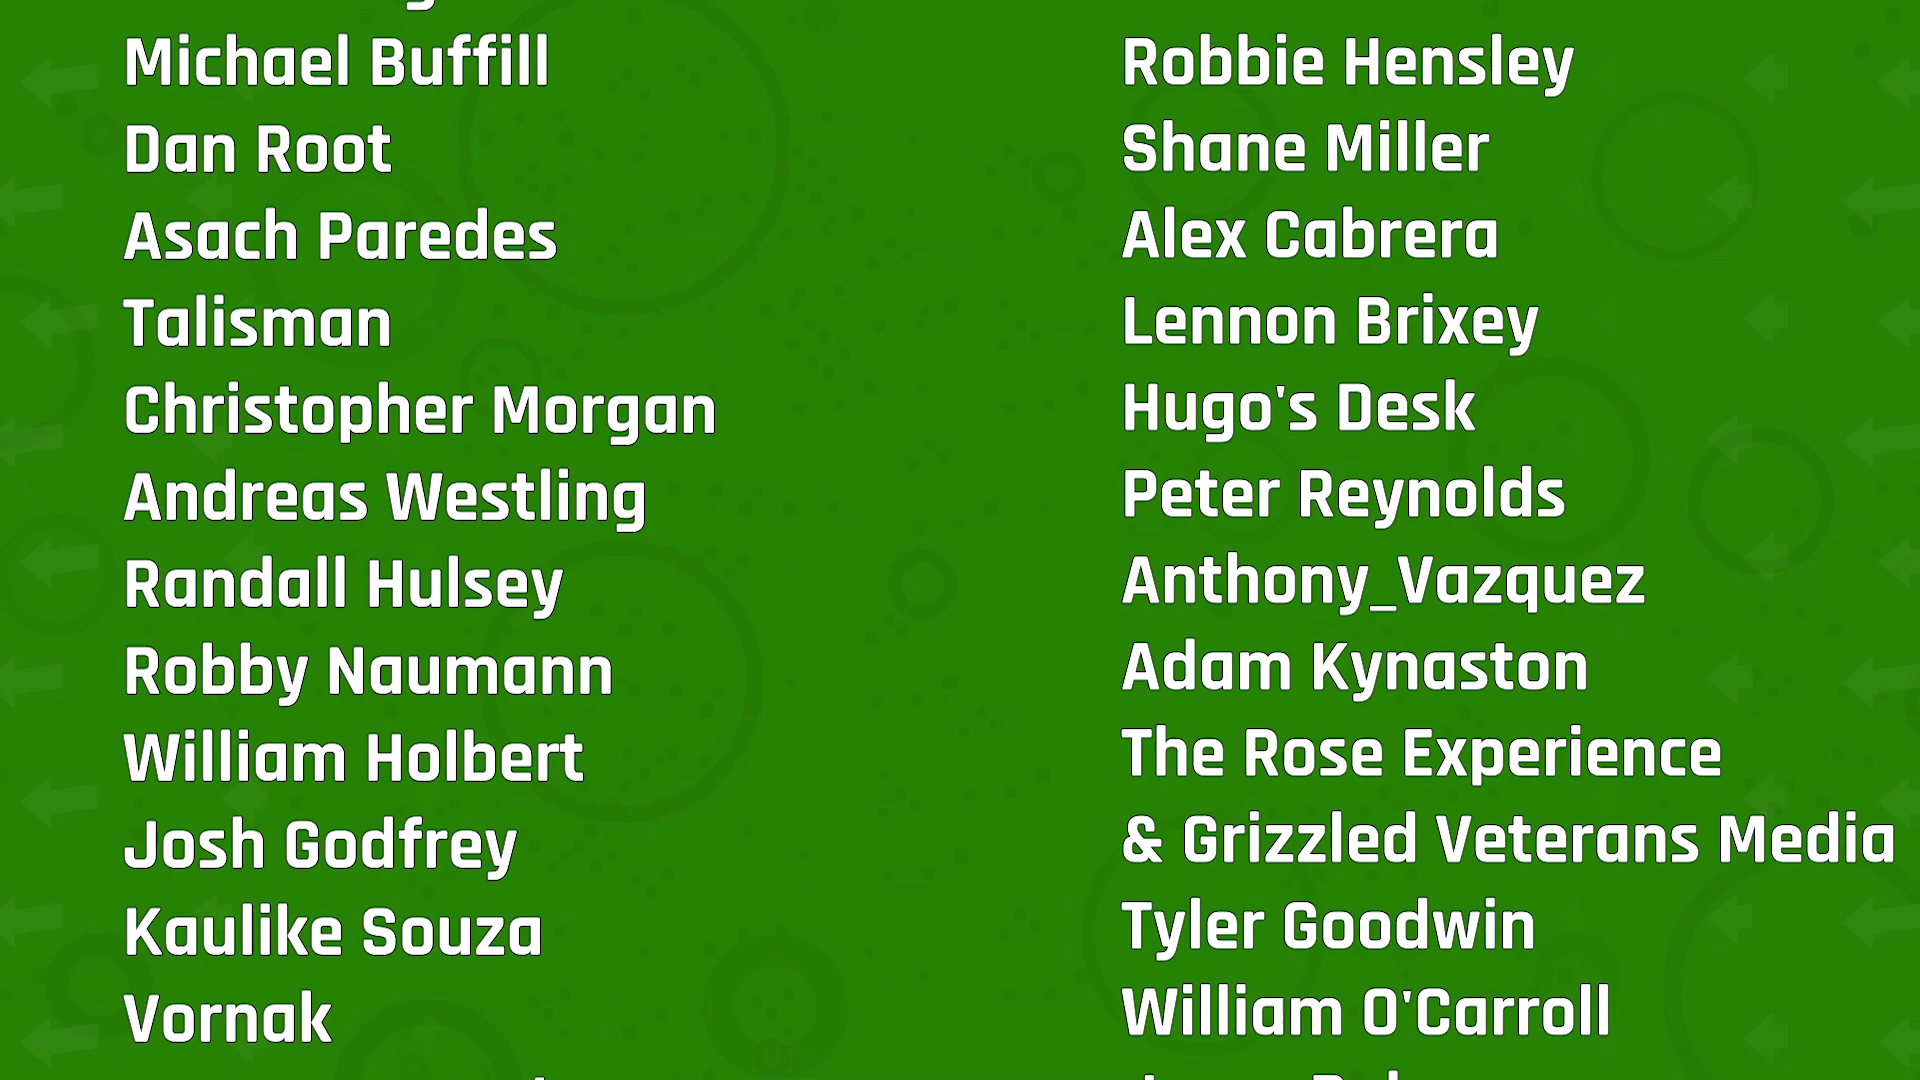 Michael Buffill
Dan Root
Asach Paredes
Talisman
Christopher Morgan
Andreas Westling
Randall Hulsey
Robby Naumann
William Holbert
Josh Godfrey
Kaulike Souza
Vornak
Robbie Hensley
Shane Miller
Alex Cabrera
Lennon Brixey
Hugo's Desk
Peter Reynolds
Anthony_Vazquez
Adam Kynaston
The Rose Experience
& Grizzled Veterans Media
Tyler Goodwin
William O'Carroll